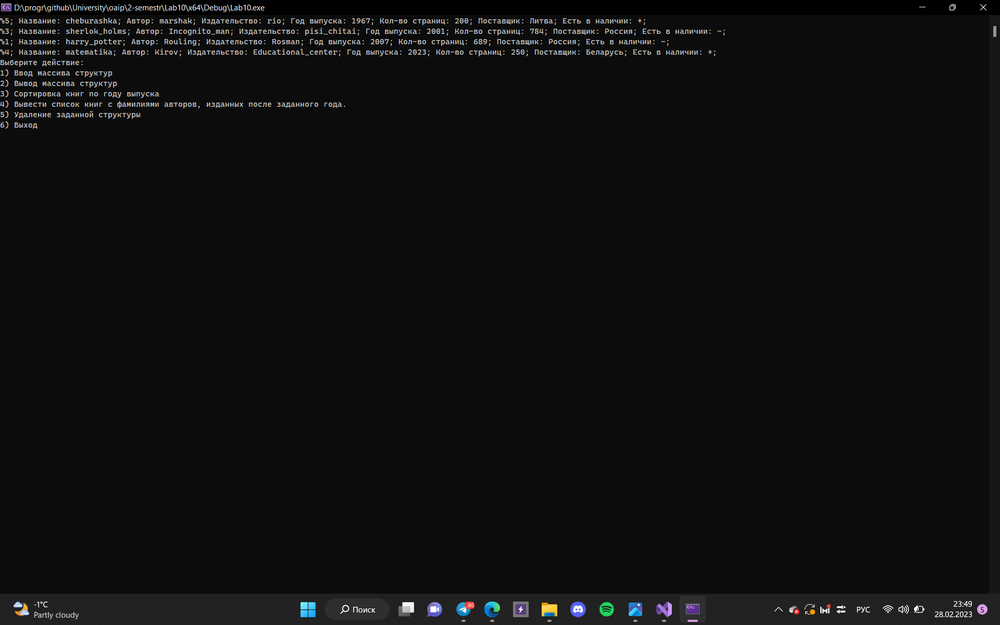 D:\progr\github\University\oaip\2-semestr\Lab10\x64\Debug\Lab10.exe
%5; Название: cheburashka; Автор: marshak; Издательство: rio; Год выпуска: 1967; Кол-во страниц: 200; Поставщик: Литва; Есть в наличии: +;
%3; Название: sherlok_holms; Автор: Incognito_man; Издательство: pisi_chitai; Год выпуска: 2001; Кол-во страниц: 784; Поставщик: Россия; Есть в наличии: -;
%1; Название: harry_potter; Автор: Rouling; Издательство: Rosman; Год выпуска: 2007; Кол-во страниц: 689; Поставщик: Россия; Есть в наличии: -;
%4; Название: matematika; Автор: Kirov; Издательство: Educational_center; Год выпуска: 2023; Кол-во страниц: 250; Поставщик: Беларусь; Есть в наличии: +;
Выберите действие:
1) Ввод массива структур
2) Вывод массива структур
3) Сортировка книг по году выпуска
4) Вывести список книг с фамилиями авторов, изданных после заданного года.
5) Удаление заданной структуры
6) Выход
-1°C
Partly cloudy
Поиск
80
РУС
23:49
28.02.2023
5